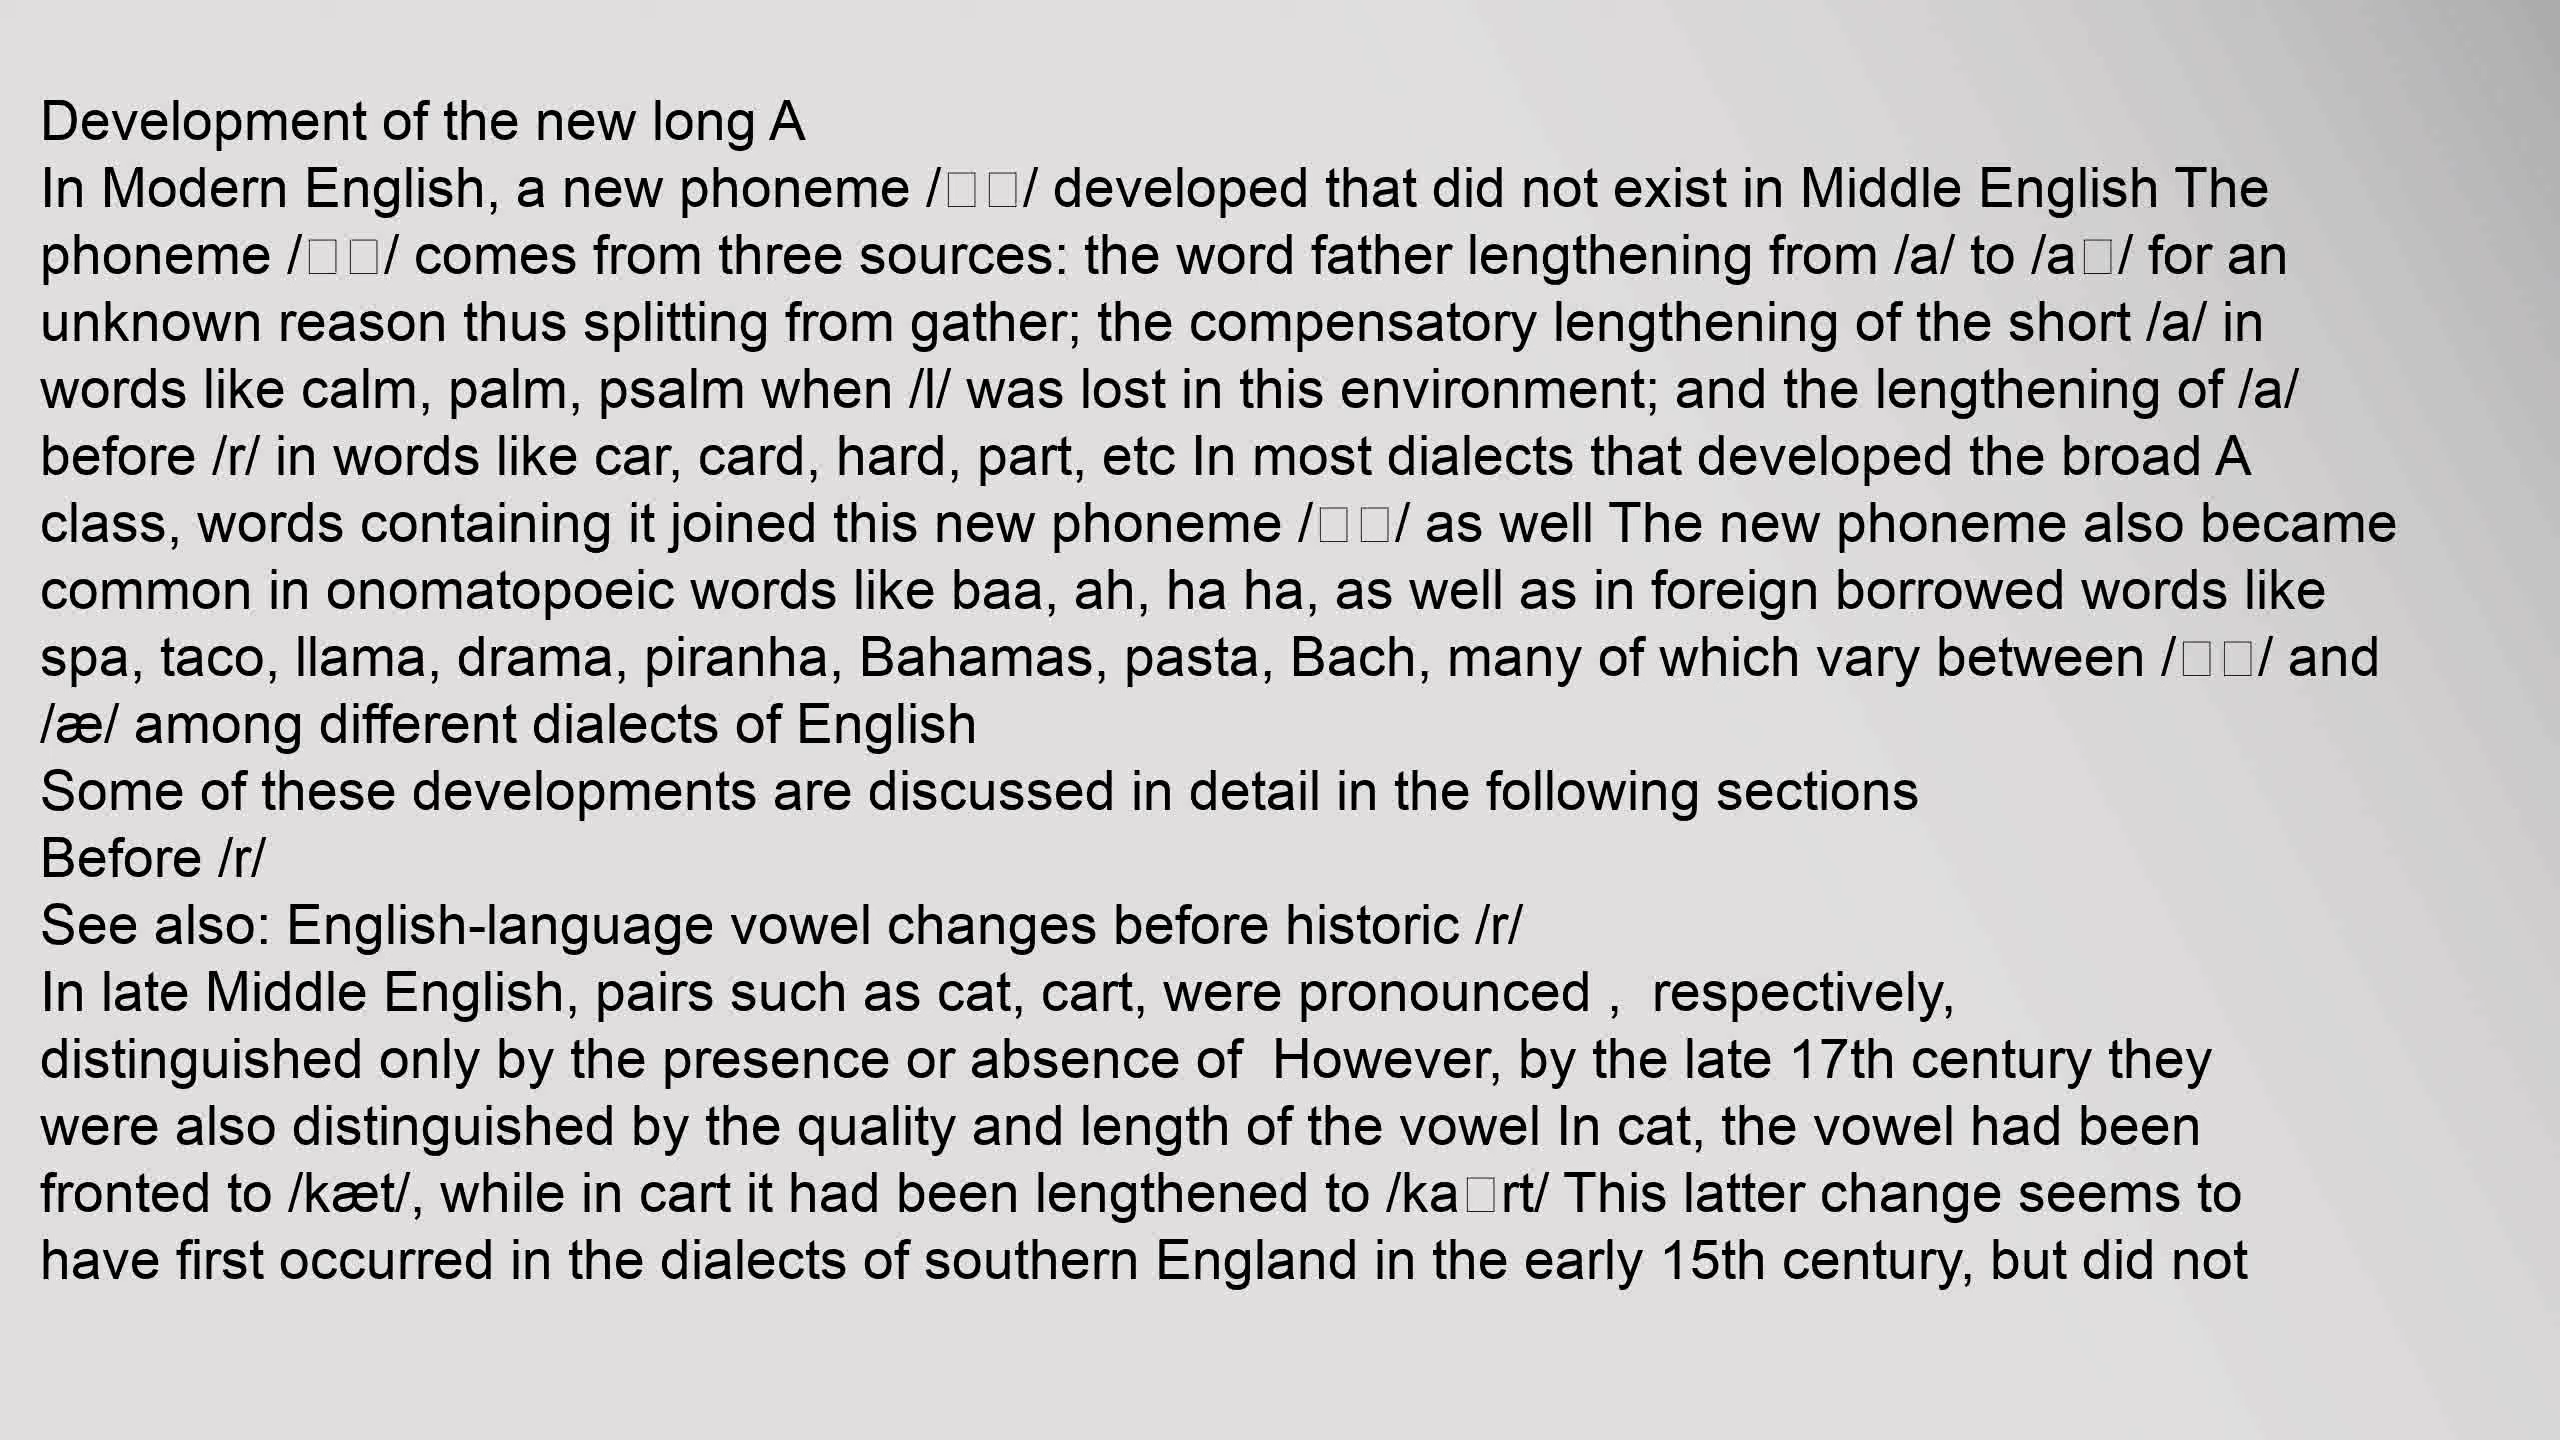 Development of the new long A
In Modern English, a new phoneme /□□/ developed that did not exist in Middle English The
phoneme /□□/ comes from three sources: the word father lengthening from /a/ to /a□/ for an
unknown reason thus splitting from gather; the compensatory lengthening of the short /a/ in
words like calm, palm, psalm when /l/ was lost in this environment; and the lengthening of /a/
before /r/ in words like car, card, hard, part, etc In most dialects that developed the broad A
class, words containing it joined this new phoneme /□□/ as well The new phoneme also became
common in onomatopoeic words like baa, ah, ha ha, as well as in foreign borrowed words like
spa, taco, llama, drama, piranha, Bahamas, pasta, Bach, many of which vary between /□□/ and
/æ/ among different dialects of English
Some of these developments are discussed in detail in the following sections
Before /r/
See also: English-language vowel changes before historic /r/
In late Middle English, pairs such as cat, cart, were pronounced ,  respectively,
distinguished only by the presence or absence of  However, by the late 17th century they
were also distinguished by the quality and length of the vowel In cat, the vowel had been
fronted to /kæt/, while in cart it had been lengthened to /ka□rt/ This latter change seems to
have first occurred in the dialects of southern England in the early 15th century, but did not